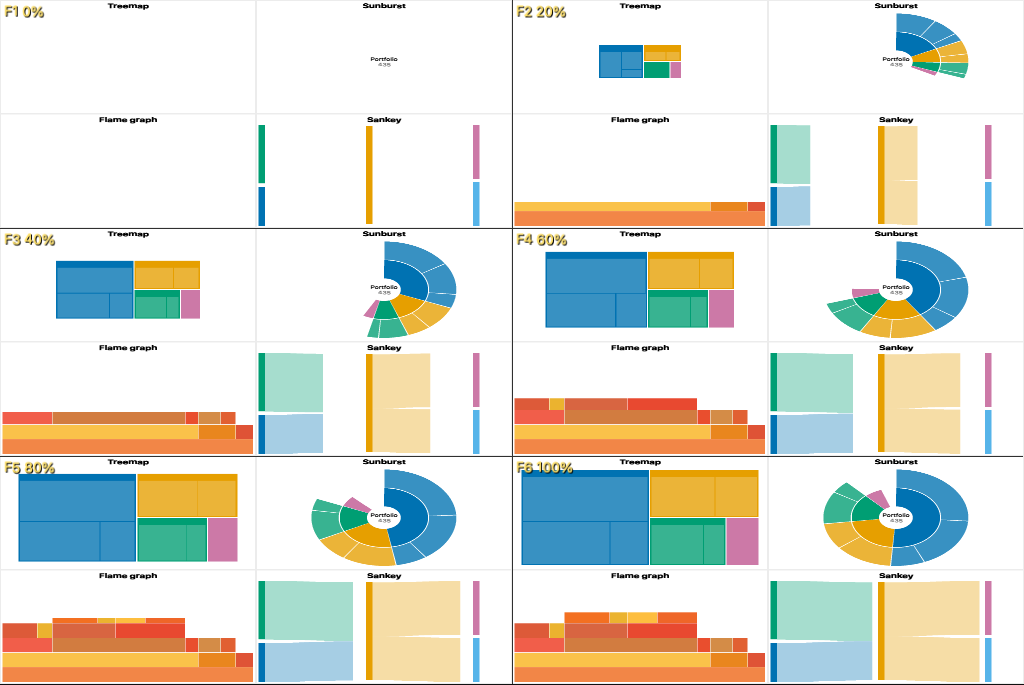 F1 0%
Treemap
Sunburst
Portfolio
435
Flame graph
Sankey
F2 20%
Treemap
Sunburst
Portfolio
435
Flame graph
Sankey
F3 40%
Treemap
Sunburst
Portfolio
435
Flame graph
Sankey
F4 60%
Treemap
Sunburst
Portfolio
435
Flame graph
Sankey
F5 80%
Treemap
Sunburst
Portfolio
435
Flame graph
Sankey
F6 100%
Treemap
Sunburst
Portfolio
435
Flame graph
Sankey